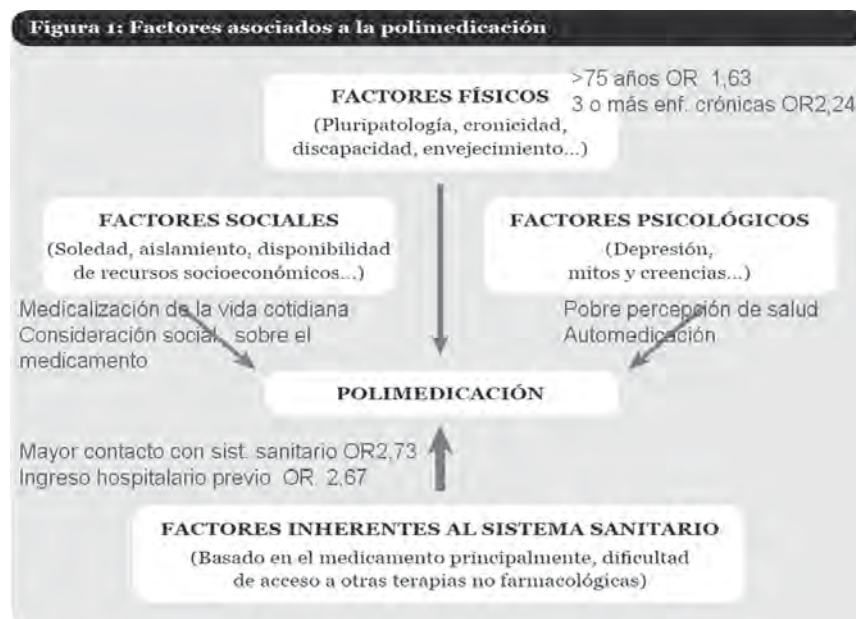 Figura 1: Factores asociados a la polimedicación
>75 años OR 1,63
3 o más enf. crónicas OR2,24
FACTORES FÍSICOS
(Pluripatología, cronicidad,
discapacidad, envejecimiento...)
FACTORES SOCIALES
(Soledad, aislamiento, disponibilidad
de recursos socioeconómicos...)
Medicalización de la vida cotidiana
Consideración social sobre el
medicamento
FACTORES PSICOLÓGICOS
(Depresión,
mitos y creencias...)
Pobre percepción de salud
Automedicación
POLIMEDICACIÓN
Mayor contacto con sist. sanitario OR2,73
Ingreso hospitalario previo OR 2,67
FACTORES INHERENTES AL SISTEMA SANITARIO
(Basado en el medicamento principalmente, dificultad
de acceso a otras terapias no farmacológicas)